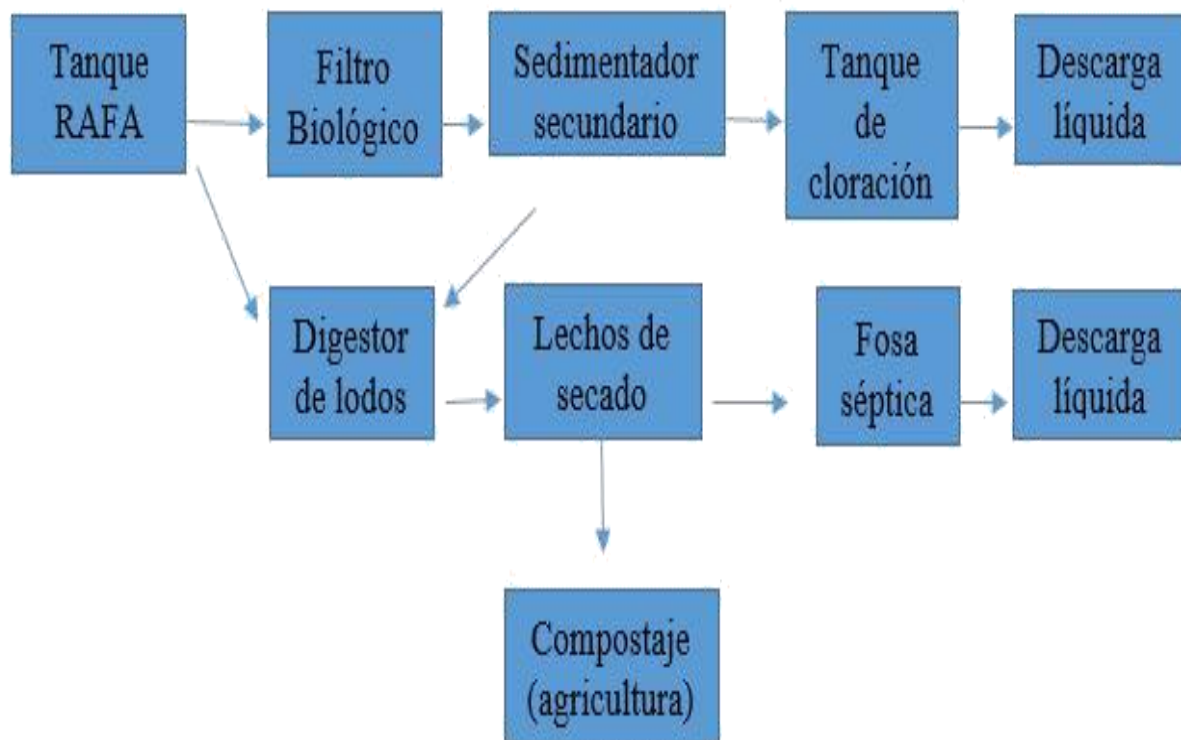 Tanque
RAFA
Filtro
Biológico
Sedimentador
secundario
Tanque
de
cloración
Descarga
líquida
Digestor
de lodos
Lechos de
secado
Fosa
séptica
Descarga
líquida
Compostaje
(agricultura)